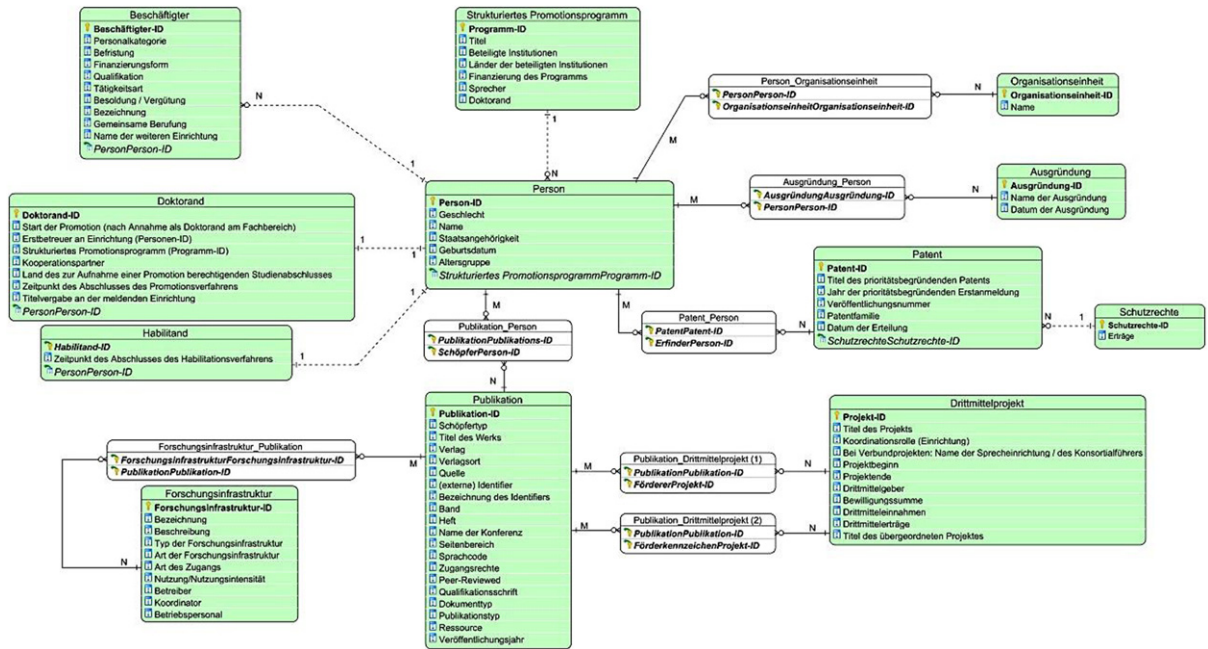 Beschäftigter
Beschäftigter-ID
Personalkategorie
Befristung
Finanzierungsform
Qualifikation
Tätigkeitsart
Besoldung / Vergütung
Bezeichnung
Gemeinsame Berufung
Name der weiteren Einrichtung
PersonPerson-ID
N
1
Strukturiertes Promotionsprogramm
Programm-ID
Titel
Beteiligte Institutionen
Länder der beteiligten Institutionen
Finanzierung des Programms
Sprecher
Doktorand
1
N
Person_Organisationseinheit
PersonPerson-ID
OrganisationseinheitOrganisationseinheit-ID
M
N
Organisationseinheit
Organisationseinheit-ID
Name
Doktorand
Doktorand-ID
Start der Promotion (nach Annahme als Doktorand am Fachbereich)
Erstbetreuer an Einrichtung (Personen-ID)
Strukturiertes Promotionsprogramm (Programm-ID)
Kooperationspartner
Land des zur Aufnahme einer Promotion berechtigenden Studienabschlusses
Zeitpunkt des Abschlusses des Promotionsverfahrens
Titelvergabe an der meldenden Einrichtung
PersonPerson-ID
1
1
Person
Person-ID
Geschlecht
Name
Staatsangehörigkeit
Geburtsdatum
Altersgruppe
Strukturiertes PromotionsprogrammProgramm-ID
Ausgründung_Person
AusgründungAusgründung-ID
PersonPerson-ID
M
N
Ausgründung
Ausgründung-ID
Name der Ausgründung
Datum der Ausgründung
Habilitand
Habilitand-ID
Zeitpunkt des Abschlusses des Habilitationsverfahrens
PersonPerson-ID
1
1
Publikation_Person
PublikationPublikations-ID
SchöpferPerson-ID
M
N
Patent_Person
PatentPatent-ID
ErfinderPerson-ID
M
N
Patent
Patent-ID
Titel des prioritätsbegründenden Patents
Jahr der prioritätsbegründenden Erstanmeldung
Veröffentlichungsnummer
Patentfamilie
Datum der Erteilung
SchutzrechteSchutzrechte-ID
N
1
Schutzrechte
Schutzrechte-ID
Erträge
Forschungsinfrastruktur_Publikation
ForschungsinfrastrukturForschungsinfrastruktur-ID
PublikationPublikation-ID
M
N
Forschungsinfrastruktur
Forschungsinfrastruktur-ID
Bezeichnung
Beschreibung
Typ der Forschungsinfrastruktur
Art der Forschungsinfrastruktur
Art des Zugangs
Nutzung/Nutzungsintensität
Betreiber
Koordinator
Betriebspersonal
Publikation
Publikation-ID
Schöpfertyp
Titel des Werks
Verlag
Verlagsort
Quelle
(externe) Identifier
Bezeichnung des Identifiers
Band
Heft
Name der Konferenz
Seitenbereich
Sprachcode
Zugangsrechte
Peer-Reviewed
Qualifikationsschrift
Dokumenttyp
Publikationstyp
Ressource
Veröffentlichungsjahr
Publikation_Drittmittelprojekt (1)
PublikationPublikation-ID
FördererProjekt-ID
M
N
Publikation_Drittmittelprojekt (2)
PublikationPublikation-ID
FörderkennzeichenProjekt-ID
M
N
Drittmittelprojekt
Projekt-ID
Titel des Projekts
Koordinationsrolle (Einrichtung)
Bei Verbundprojekten: Name der Sprecheinrichtung / des Konsortialführers
Projektbeginn
Projektende
Drittmittelgeber
Bewilligungssumme
Drittmitteleinnahmen
Drittmittelerträge
Titel des übergeordneten Projektes